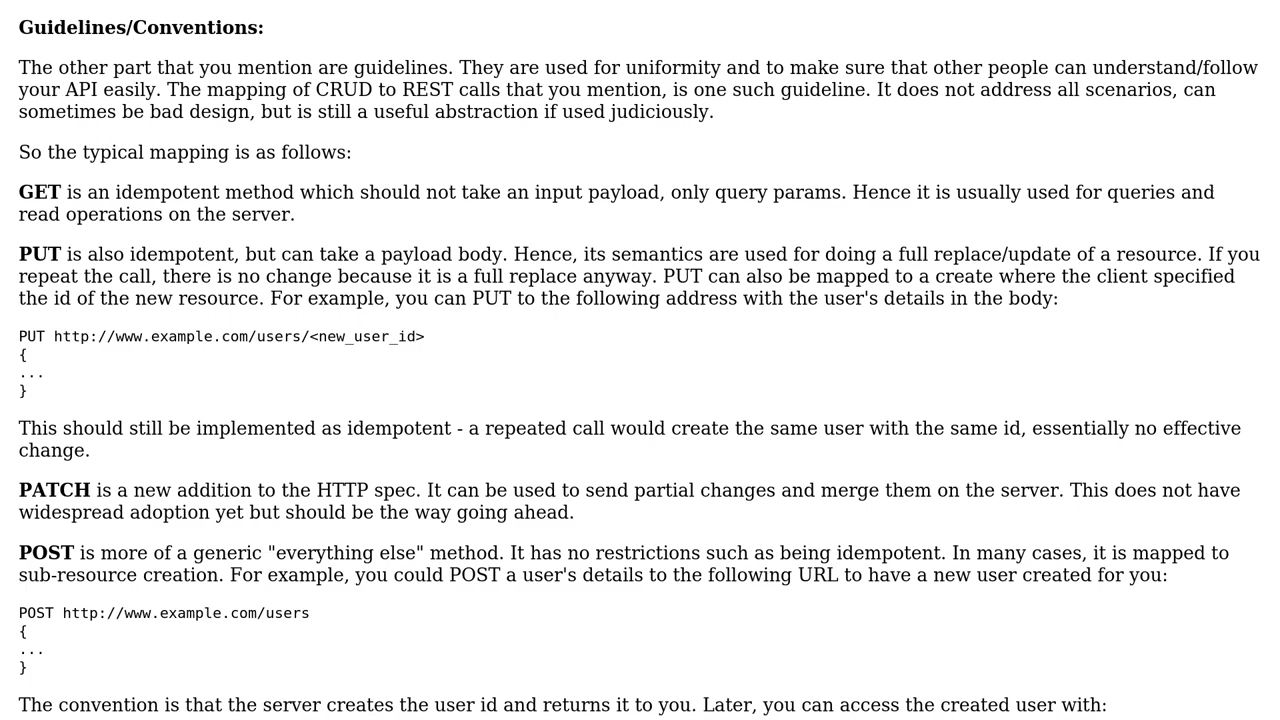 Guidelines/Conventions:
The other part that you mention are guidelines. They are used for uniformity and to make sure that other people can understand/follow
your API easily. The mapping of CRUD to REST calls that you mention, is one such guideline. It does not address all scenarios, can
sometimes be bad design, but is still a useful abstraction if used judiciously.
So the typical mapping is as follows:
GET is an idempotent method which should not take an input payload, only query params. Hence it is usually used for queries and
read operations on the server.
PUT is also idempotent, but can take a payload body. Hence, its semantics are used for doing a full replace/update of a resource. If you
repeat the call, there is no change because it is a full replace anyway. PUT can also be mapped to a create where the client specified
the id of the new resource. For example, you can PUT to the following address with the user's details in the body:
PUT http://www.example.com/users/<new_user_id>
{
...
}
This should still be implemented as idempotent - a repeated call would create the same user with the same id, essentially no effective
change.
PATCH is a new addition to the HTTP spec. It can be used to send partial changes and merge them on the server. This does not have
widespread adoption yet but should be the way going ahead.
POST is more of a generic "everything else" method. It has no restrictions such as being idempotent. In many cases, it is mapped to
sub-resource creation. For example, you could POST a user's details to the following URL to have a new user created for you:
POST http://www.example.com/users
{
...
}
The convention is that the server creates the user id and returns it to you. Later, you can access the created user with: